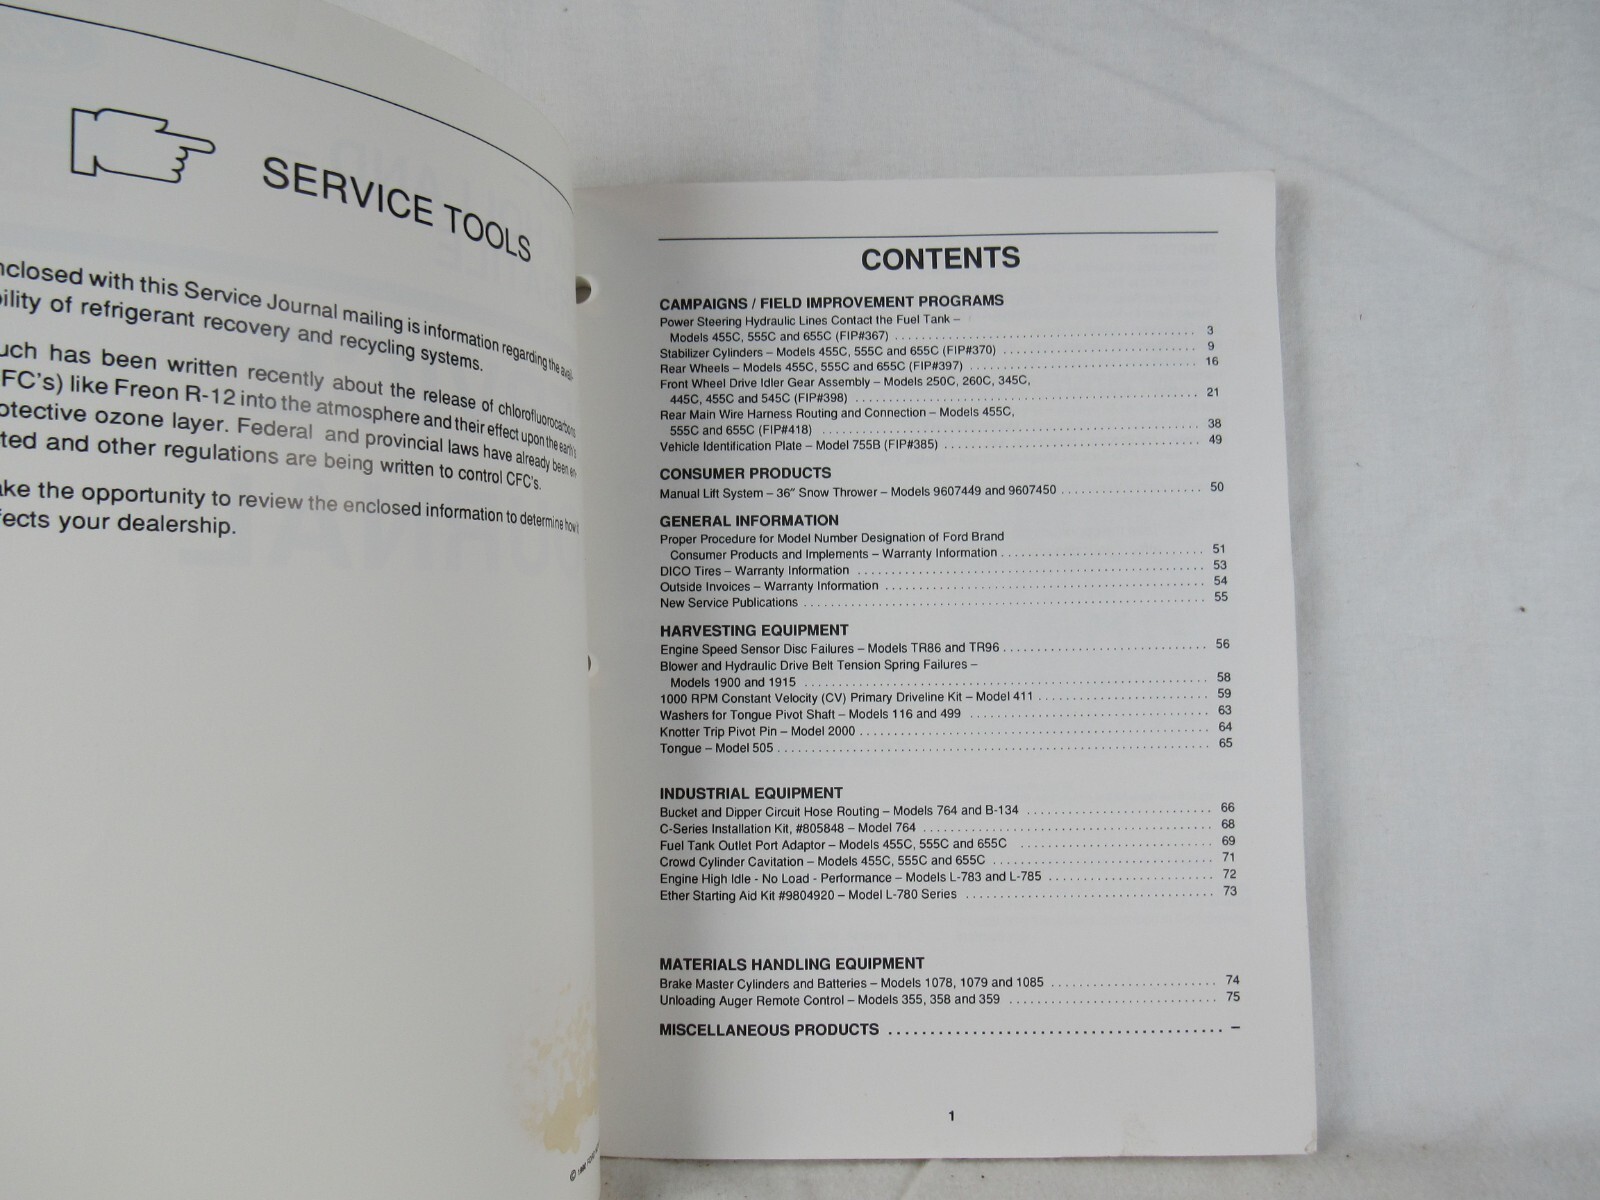 SERVICE TOOLS
with this Service Journal mailing is information regarding the
of refrigerant recovery and recycling systems.
has been written recently about the release of chlorofluorocarbons
like Freon R-12 into the atmosphere and their effect upon the earth's
ozone layer. Federal and provincial laws have already been
and other regulations are being written to control CFC's.
the opportunity to review the enclosed information to determine how it
your dealership.
CONTENTS
CAMPAIGNS / FIELD IMPROVEMENT PROGRAMS
Power Steering Hydraulic Lines Contact the Fuel Tank –
Models 455C, 555C and 655C (FIP#367) 3
Stabilizer Cylinders – Models 455C, 555C and 655C (FIP#370) 9
Rear Wheels – Models 455C, 555C and 655C (FIP#397) 16
Front Wheel Drive Idler Gear Assembly – Models 250C, 260C, 345C,
445C, 455C and 545C (FIP#398) 21
Rear Main Wire Harness Routing and Connection – Models 455C,
555C and 655C (FIP#418) 38
Vehicle Identification Plate – Model 755B (FIP#385) 49
CONSUMER PRODUCTS
Manual Lift System – 36″ Snow Thrower – Models 9607449 and 9607450 50
GENERAL INFORMATION
Proper Procedure for Model Number Designation of Ford Brand
Consumer Products and Implements – Warranty Information 51
DICO Tires – Warranty Information 53
Outside Invoices – Warranty Information 54
New Service Publications 55
HARVESTING EQUIPMENT
Engine Speed Sensor Disc Failures – Models TR86 and TR96 56
Blower and Hydraulic Drive Belt Tension Spring Failures –
Models 1900 and 1915 58
1000 RPM Constant Velocity (CV) Primary Driveline Kit – Model 411 59
Washers for Tongue Pivot Shaft – Models 116 and 499 63
Knotter Trip Pivot Pin – Model 2000 64
Tongue – Model 505 65
INDUSTRIAL EQUIPMENT
Bucket and Dipper Circuit Hose Routing – Models 764 and B-134 66
C-Series Installation Kit, #805848 – Model 764 68
Fuel Tank Outlet Port Adaptor – Models 455C, 555C and 655C 69
Crowd Cylinder Cavitation – Models 455C, 555C and 655C 71
Engine High Idle - No Load - Performance – Models L-783 and L-785 72
Ether Starting Aid Kit #9804920 – Model L-780 Series 73
MATERIALS HANDLING EQUIPMENT
Brake Master Cylinders and Batteries – Models 1078, 1079 and 1085 74
Unloading Auger Remote Control – Models 355, 358 and 359 75
MISCELLANEOUS PRODUCTS –
1